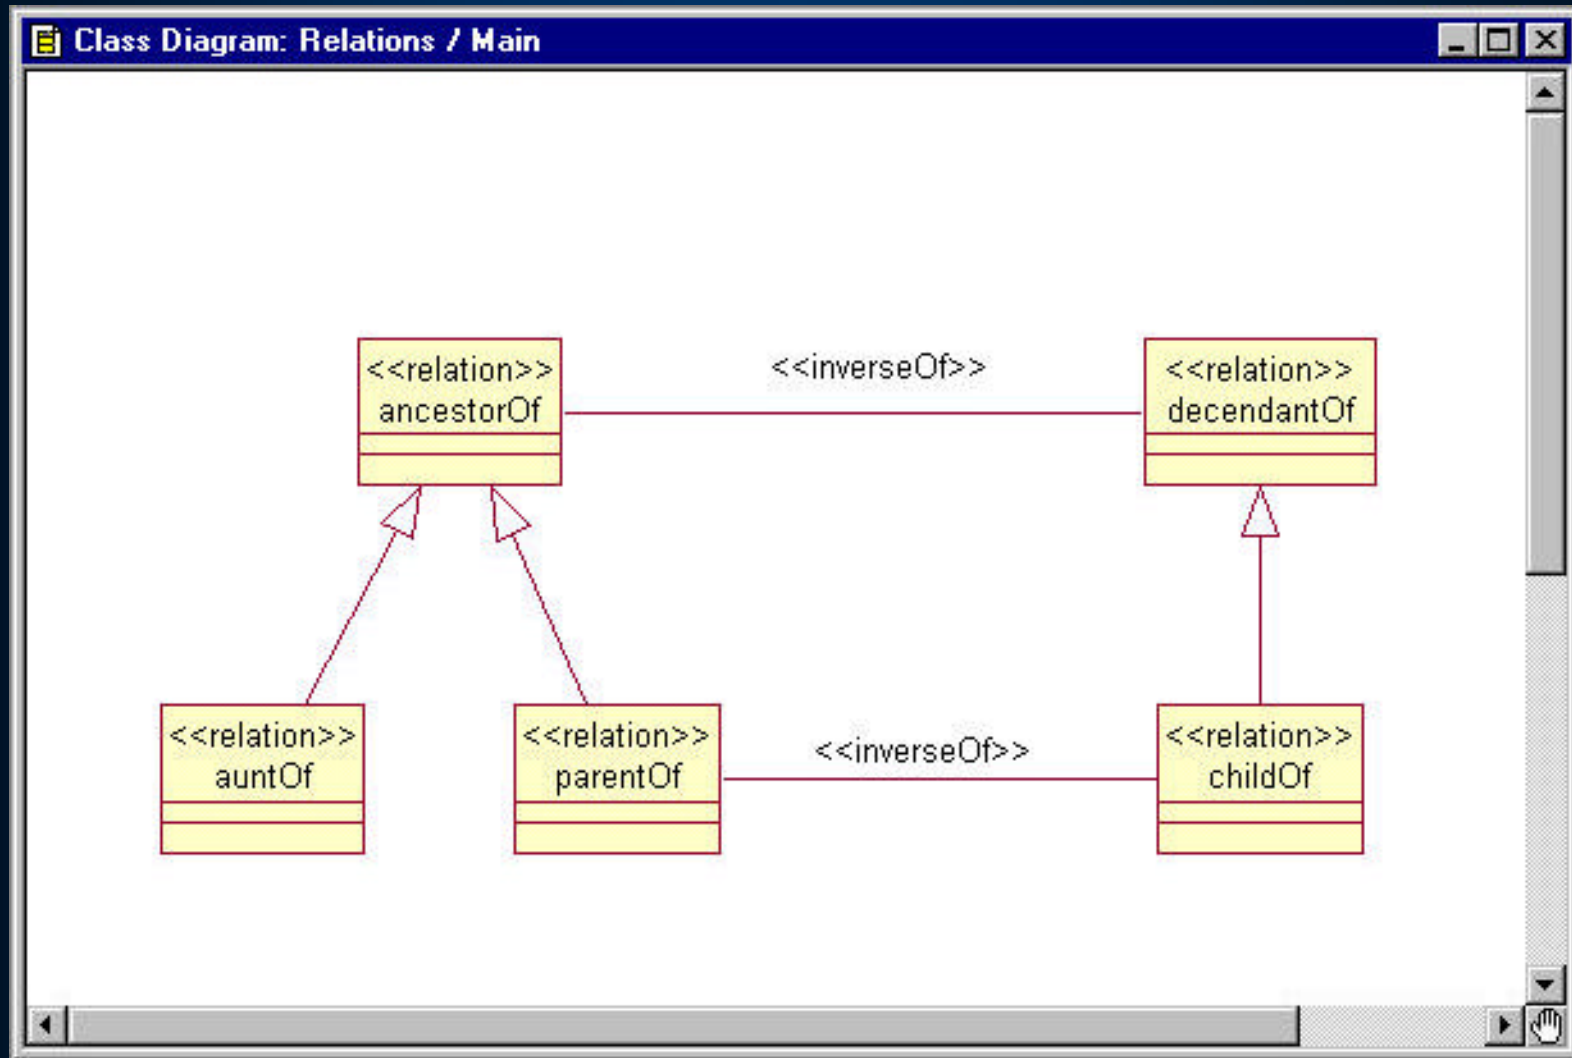 Class Diagram: Relations / Main
<<relation>>
ancestorOf
<<inverseOf>>
<<relation>>
decendantOf
<<relation>>
auntOf
<<relation>>
parentOf
<<inverseOf>>
<<relation>>
childOf